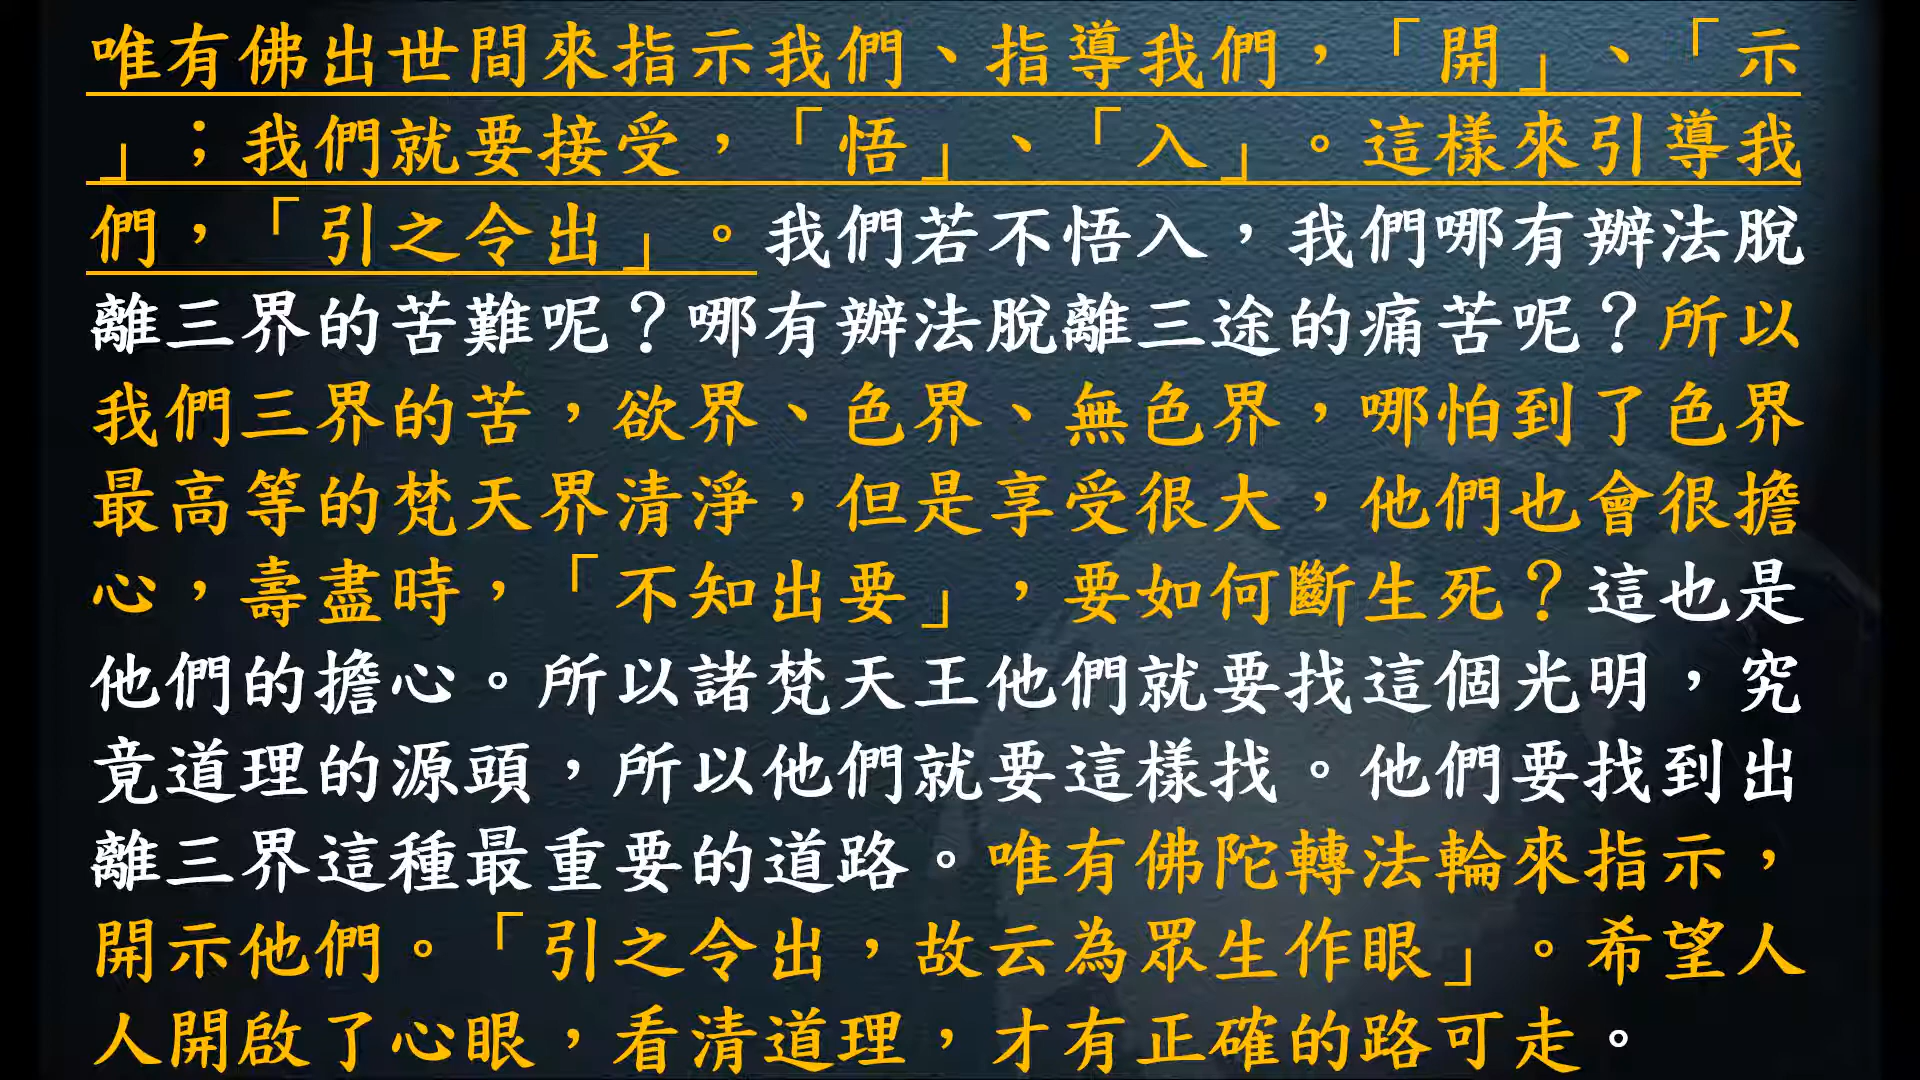 唯有佛出世間來指示我們、指導我們，「開」、「示
」；我們就要接受，「悟」、「入」。這樣來引導我
們，「引之令出」。我們若不悟入，我們哪有辦法脫
離三界的苦難呢？哪有辦法脫離三途的痛苦呢？所以
我們三界的苦，欲界、色界、無色界，哪怕到了色界
最高等的梵天界清淨，但是享受很大，他們也會很擔
心，壽盡時，「不知出要」，要如何斷生死？這也是
他們的擔心。所以諸梵天王他們就要找這個光明，究
竟道理的源頭，所以他們就要這樣找。他們要找到出
離三界這種最重要的道路。唯有佛陀轉法輪來指示，
開示他們。「引之令出，故云為眾生作眼」。希望人
人開啟了心眼，看清道理，才有正確的路可走。